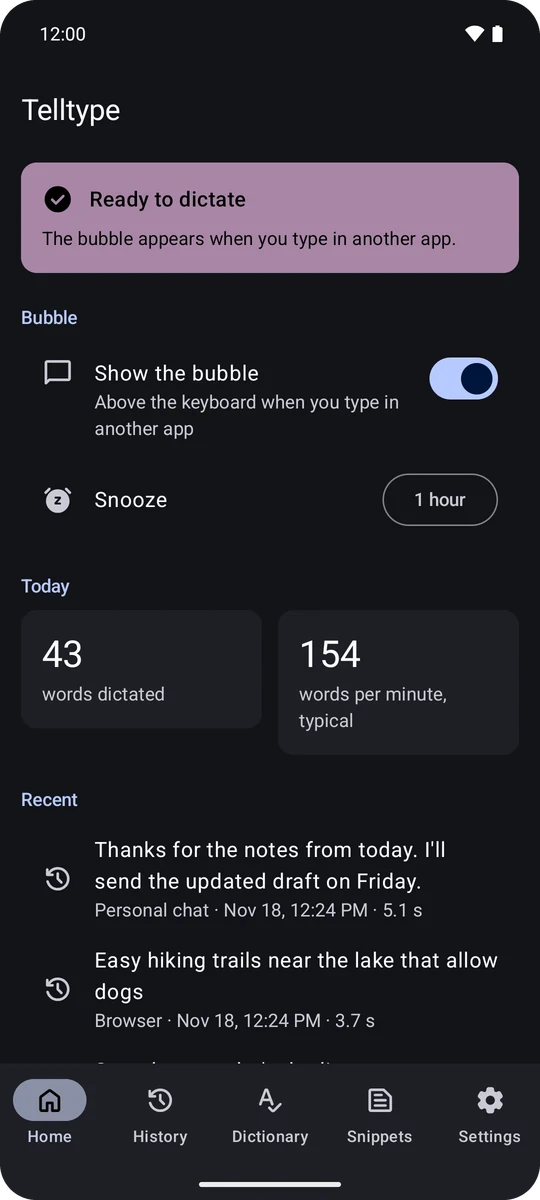 12:00
Telltype
Ready to dictate
The bubble appears when you type in another app.
Bubble
Show the bubble
Above the keyboard when you type in
another app
Snooze
1 hour
Today
43
words dictated
154
words per minute,
typical
Recent
Thanks for the notes from today. I'll
send the updated draft on Friday.
Personal chat · Nov 18, 12:24 PM · 5.1 s
Easy hiking trails near the lake that allow
dogs
Browser · Nov 18, 12:24 PM · 3.7 s
Home
History
Dictionary
Snippets
Settings